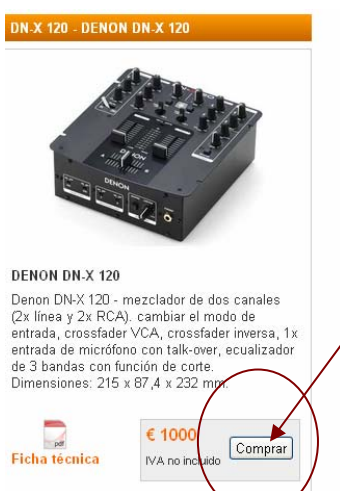 DN-X 120 - DENON DN-X 120
DENON
DENON DN-X 120
Denon DN-X 120 - mezclador de dos canales
(2x línea y 2x RCA). cambiar el modo de
entrada, crossfader VCA, crossfader inversa, 1x
entrada de micrófono con talk-over, ecualizador
de 3 bandas con función de corte.
Dimensiones: 215 x 87,4 x 232 mm.
pdf
Ficha técnica
€ 1000
IVA no incluido
Comprar